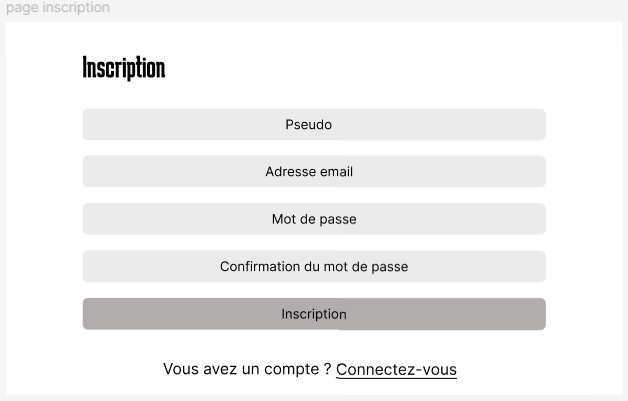 page inscription
Inscription
Pseudo
Adresse email
Mot de passe
Confirmation du mot de passe
Inscription
Vous avez un compte ? Connectez-vous